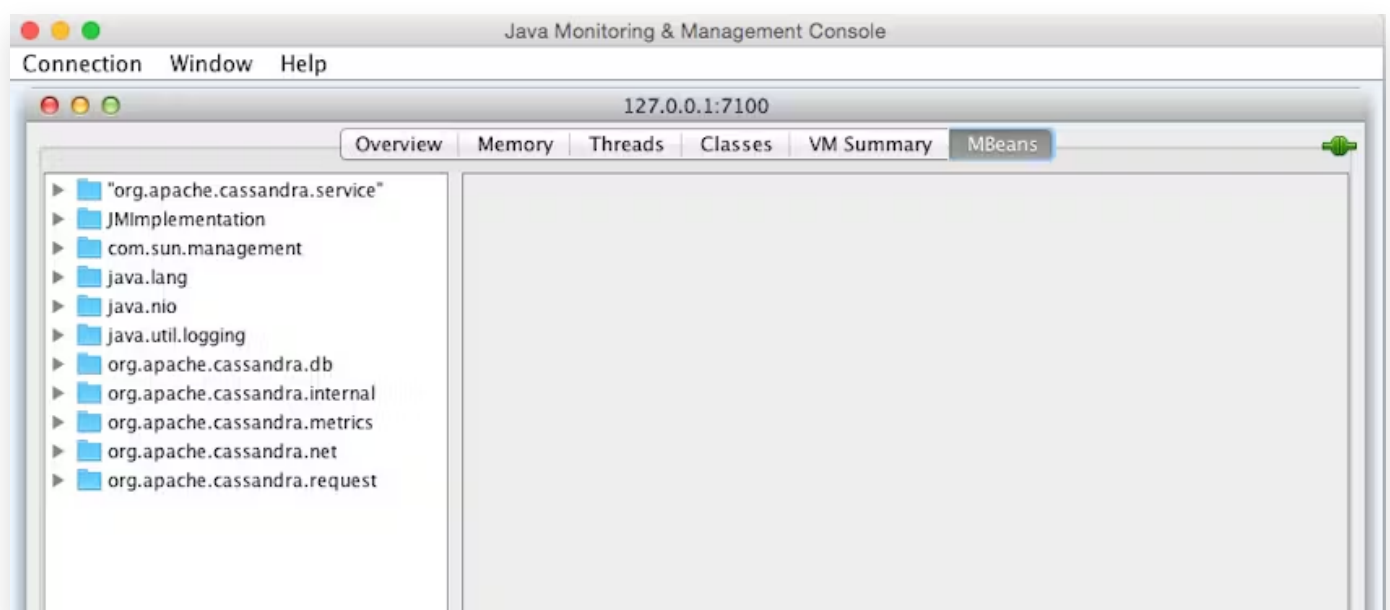 Java Monitoring & Management Console
Connection Window Help
127.0.0.1:7100
Overview Memory Threads Classes VM Summary MBeans
"org.apache.cassandra.service"
JMImplementation
com.sun.management
java.lang
java.nio
java.util.logging
org.apache.cassandra.db
org.apache.cassandra.internal
org.apache.cassandra.metrics
org.apache.cassandra.net
org.apache.cassandra.request